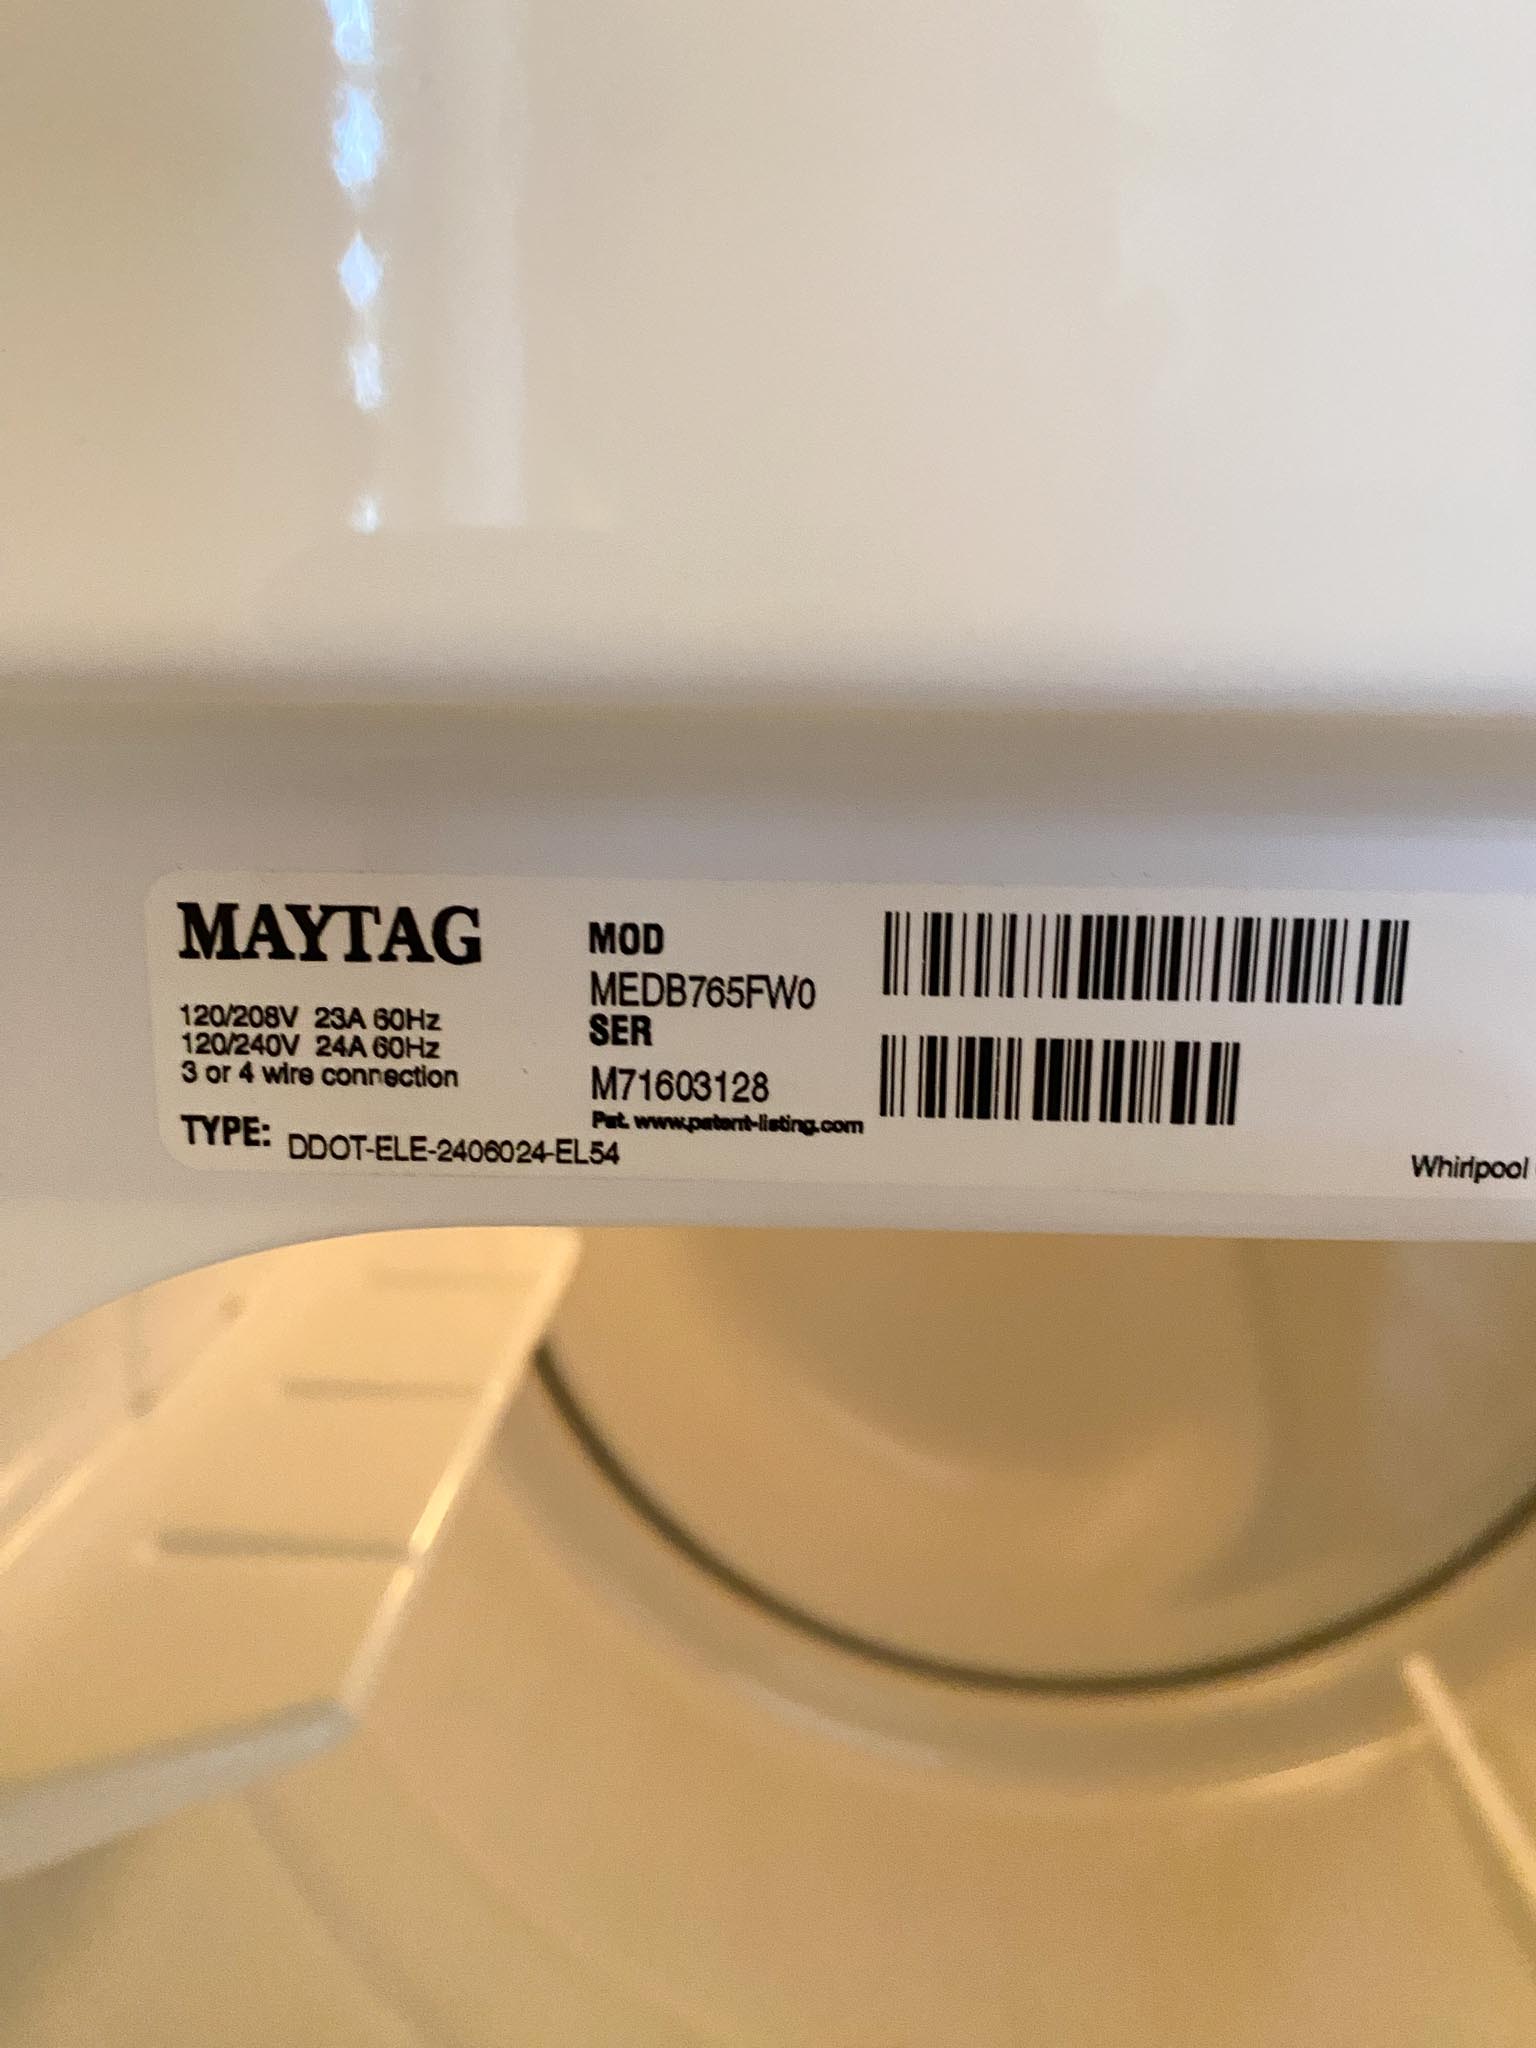 MAYTAG
120/208V 23A 60Hz
120/240V 24A 60Hz
3 or 4 wire connection
TYPE: DDOT-ELE-2406024-EL54
MOD
MEDB765FW0
SER
M71603128
Pat. www.patent-listing.com
Whirlpool